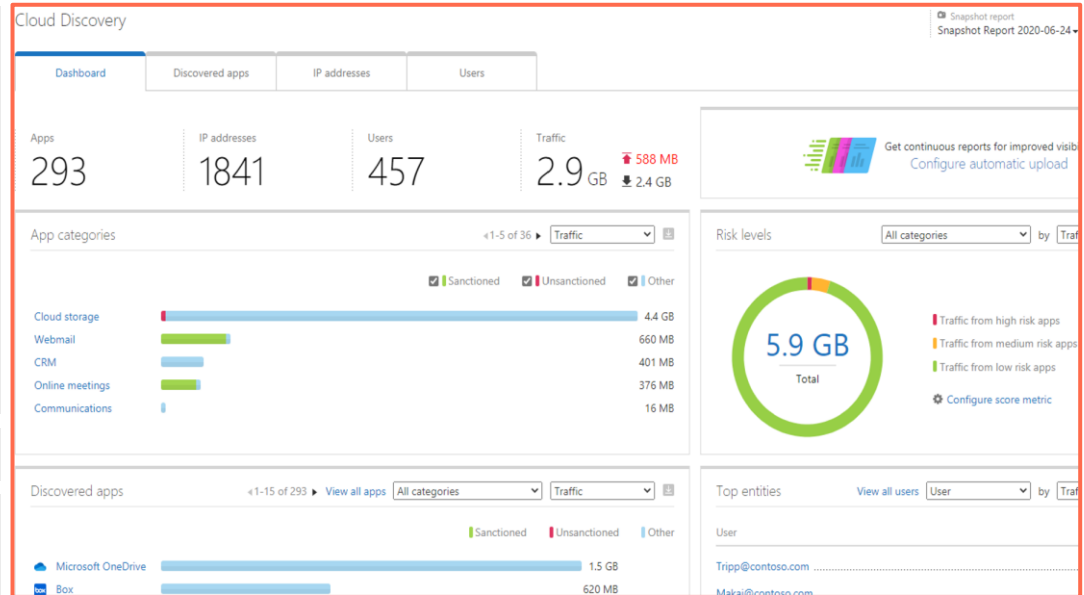 Cloud Discovery
Snapshot report
Snapshot Report 2020-06-24
Dashboard
Discovered apps
IP addresses
Users
Apps
293
IP addresses
1841
Users
457
Traffic
2.9 GB
588 MB
2.4 GB
Get continuous reports for improved visib
Configure automatic upload
App categories
1-5 of 36
Traffic
Sanctioned
Unsanctioned
Other
Cloud storage 4.4 GB
Webmail 660 MB
CRM 401 MB
Online meetings 376 MB
Communications 16 MB
Risk levels
All categories
by
Traf
5.9 GB
Total
Traffic from high risk apps
Traffic from medium risk apps
Traffic from low risk apps
Configure score metric
Discovered apps
1-15 of 293
View all apps
All categories
Traffic
Sanctioned
Unsanctioned
Other
Microsoft OneDrive 1.5 GB
box Box 620 MB
Top entities
View all users
User
by
Traf
User
Tripp@contoso.com
Makai@contoso.com